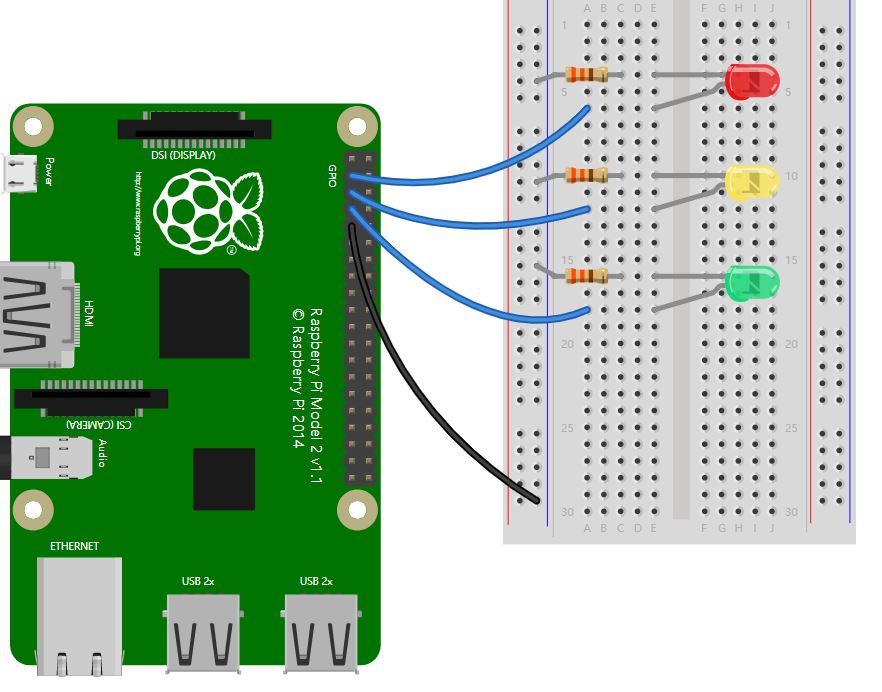 A B C D E F G H I J
1 1
5 5
10 10
15 15
20 20
25 25
30 30
A B C D E F G H I J
DSI (DISPLAY)
Power
http://www.raspberrypi.org
GPIO
HDMI
Raspberry Pi Model 2 v1.1
© Raspberry Pi 2014
CSI (CAMERA)
Audio
ETHERNET
USB 2x
USB 2x